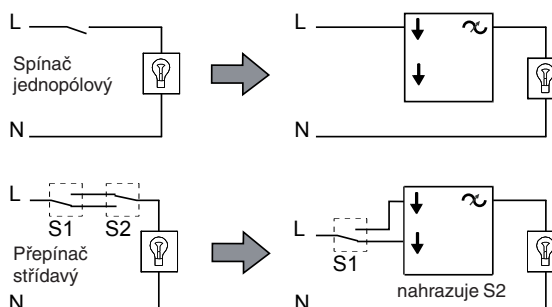 L
L
Spínač
jednopólový
N
N
L
S1
S2
L
S1
Přepínač
střídavý
nahrazuje S2
N
N